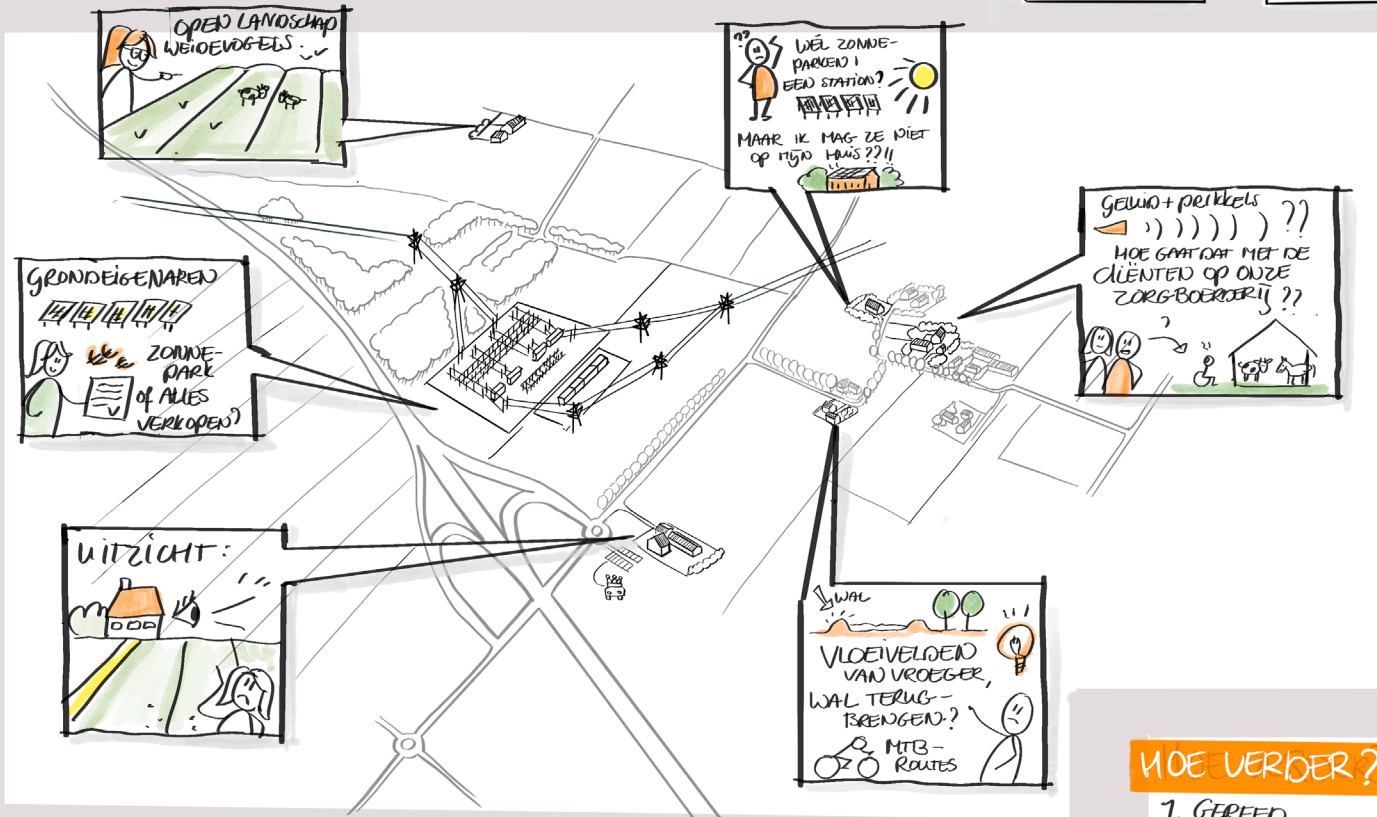 OPEN LANDSCHAP
WEIDEVOGELS
??
WÉL ZONNE-
PARKEN !
EEN STATION?
MAAR IK MAG ZE NIET
OP MIJN HUIS??!!
GELUID + PRIKKELS
??
HOE GAAT DAT MET DE
CLIËNTEN OP ONZE
ZORGBOERDERIJ ??
GRONDEIGENAREN
ZONNE-
PARK
OF ALLES
VERKOPEN?
UITZICHT:
WAL
VLOEIVELDEN
VAN VROEGER,
WAL TERUG-
BRENGEN?
MTB-
ROUTES
HOE VERDER?
1. GEREED